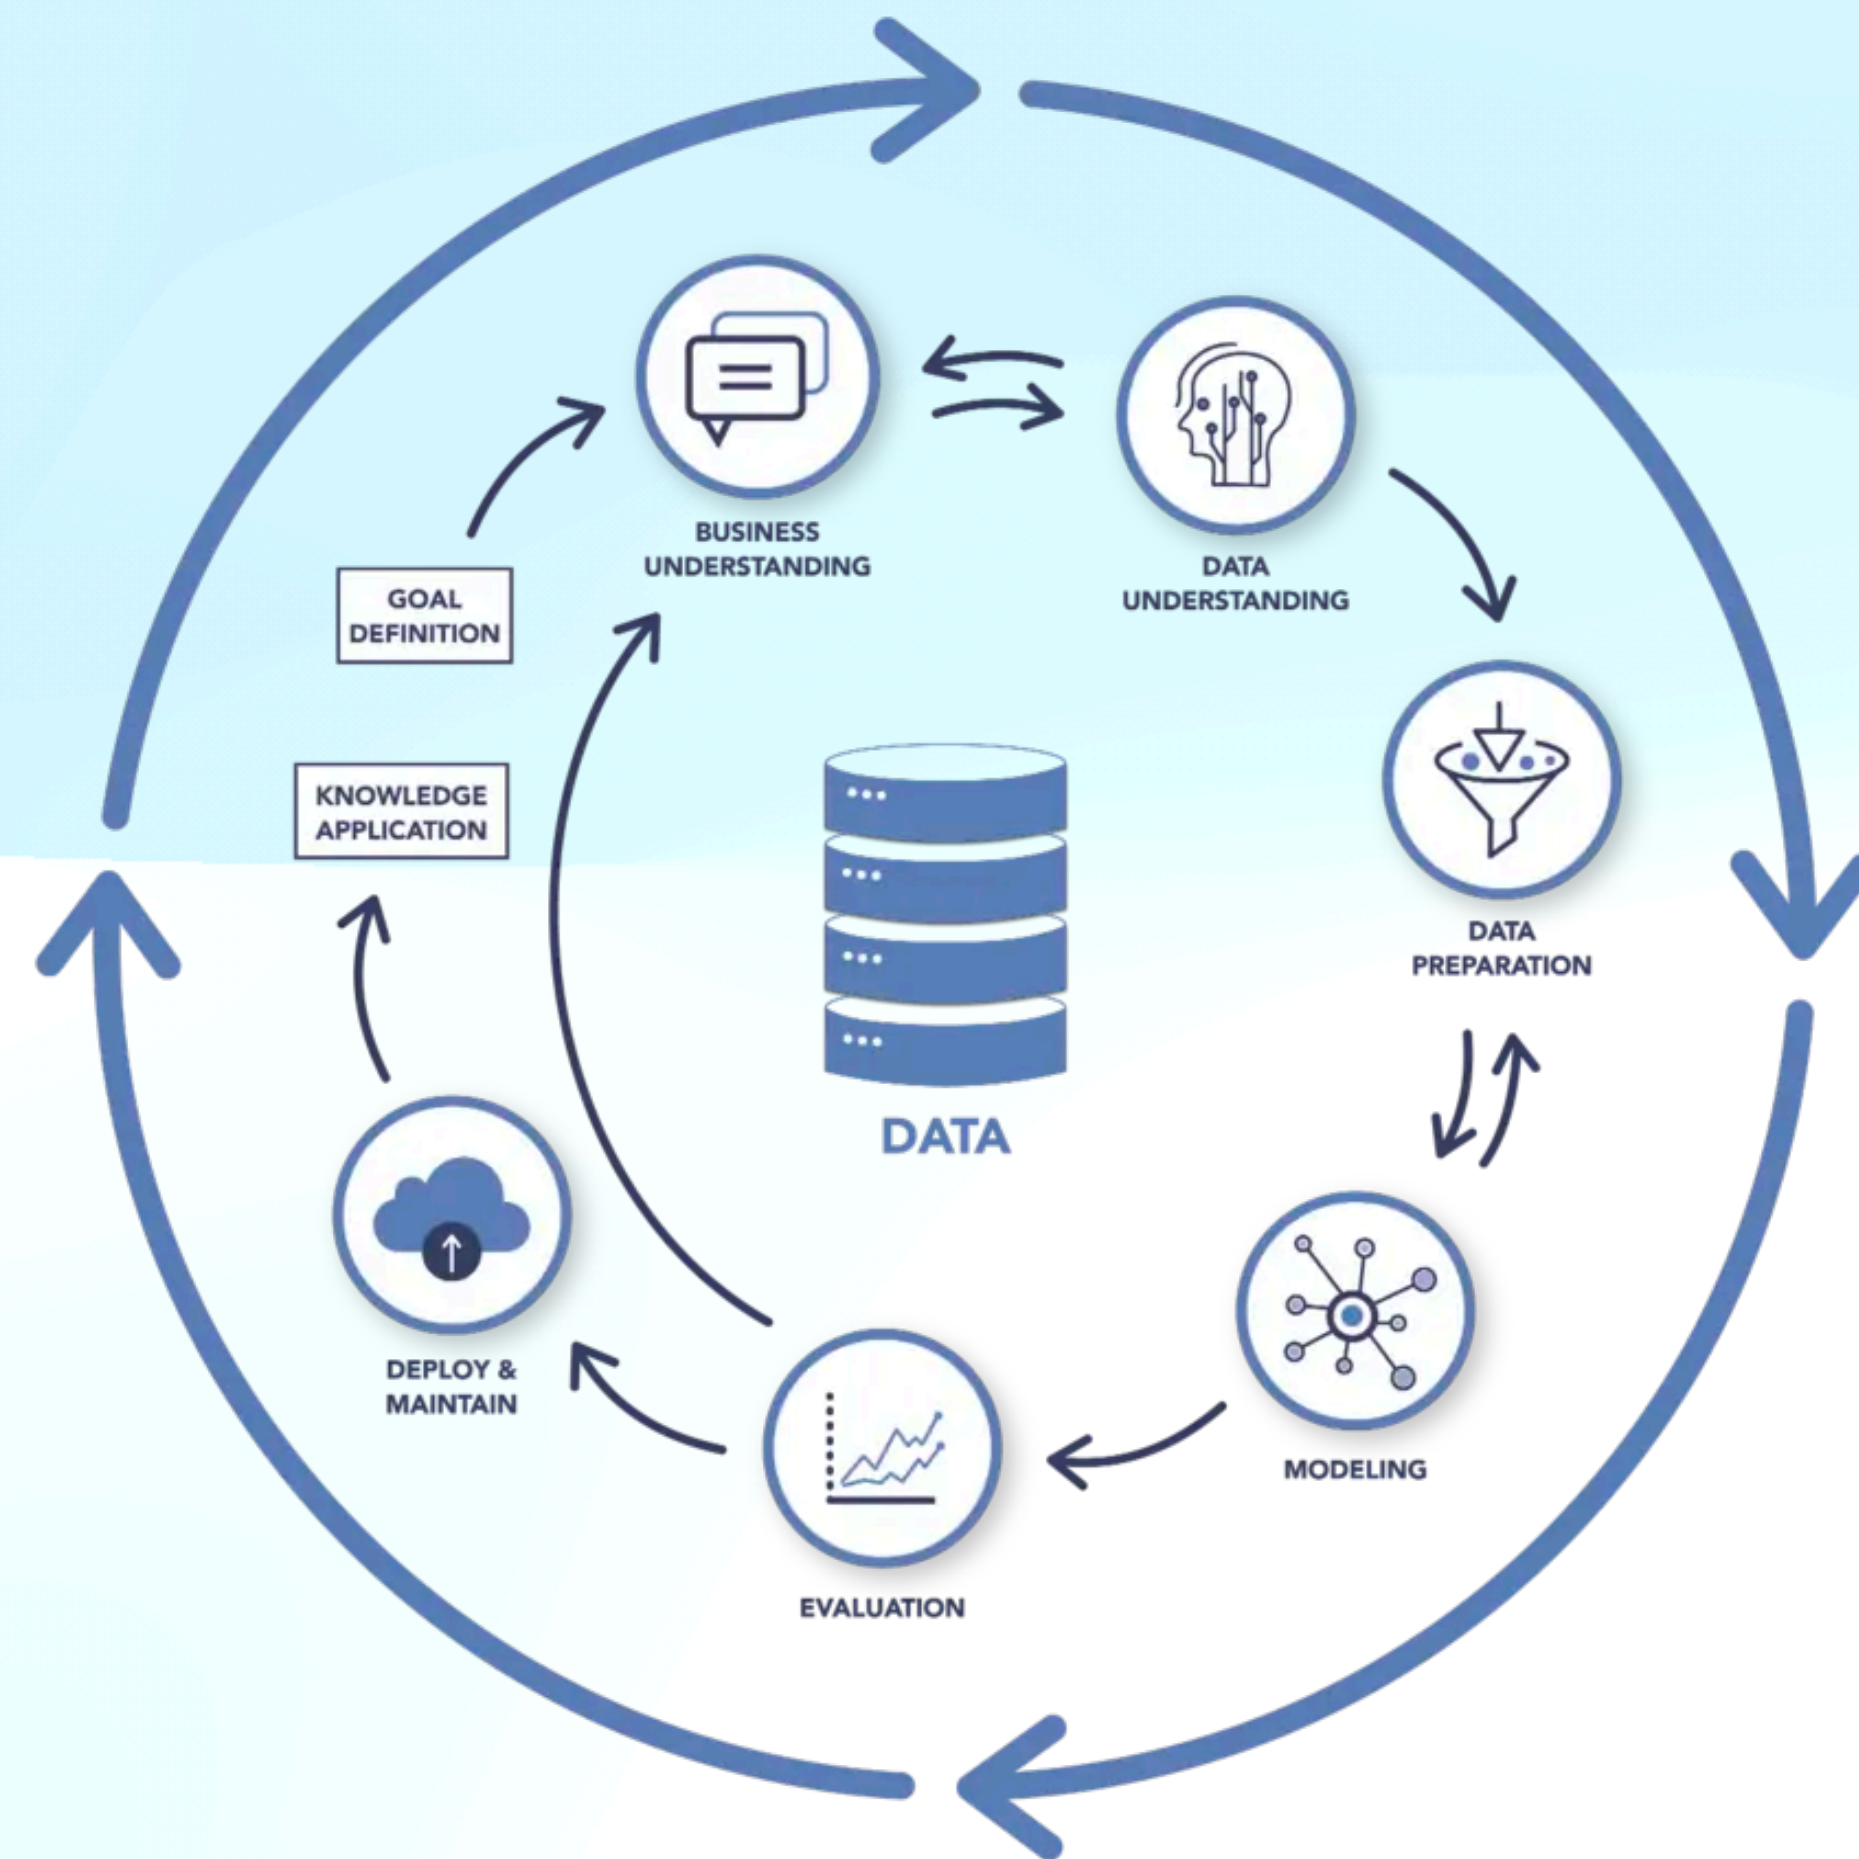 BUSINESS
UNDERSTANDING
DATA
UNDERSTANDING
GOAL
DEFINITION
KNOWLEDGE
APPLICATION
DATA
PREPARATION
DATA
DEPLOY &
MAINTAIN
MODELING
EVALUATION